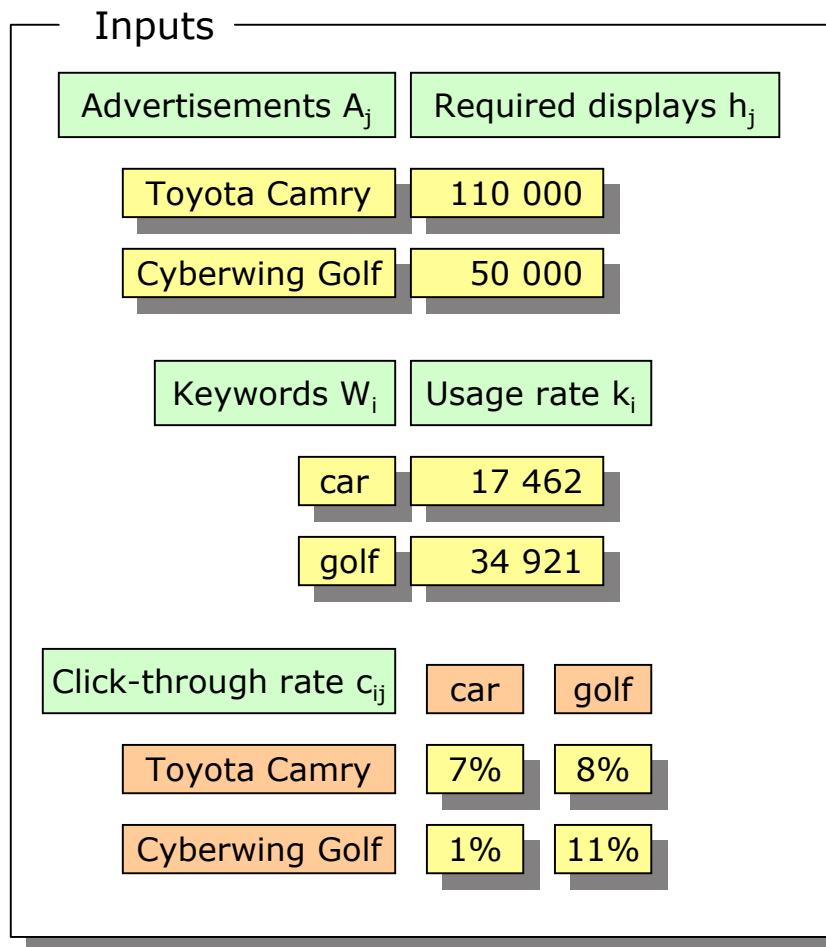 Inputs
Advertisements Aj Required displays hj
Toyota Camry 110 000
Cyberwing Golf 50 000
Keywords Wi Usage rate ki
car 17 462
golf 34 921
Click-through rate cij car golf
Toyota Camry 7% 8%
Cyberwing Golf 1% 11%